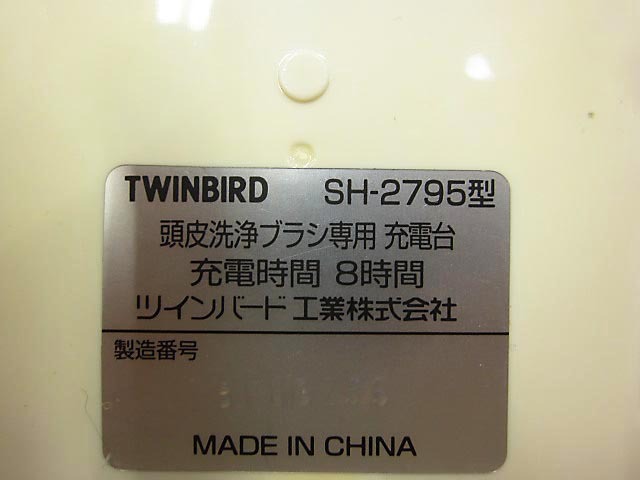 TWINBIRD SH-2795型
頭皮洗浄ブラシ専用 充電台
充電時間 8時間
ツインバード工業株式会社
製造番号
MADE IN CHINA